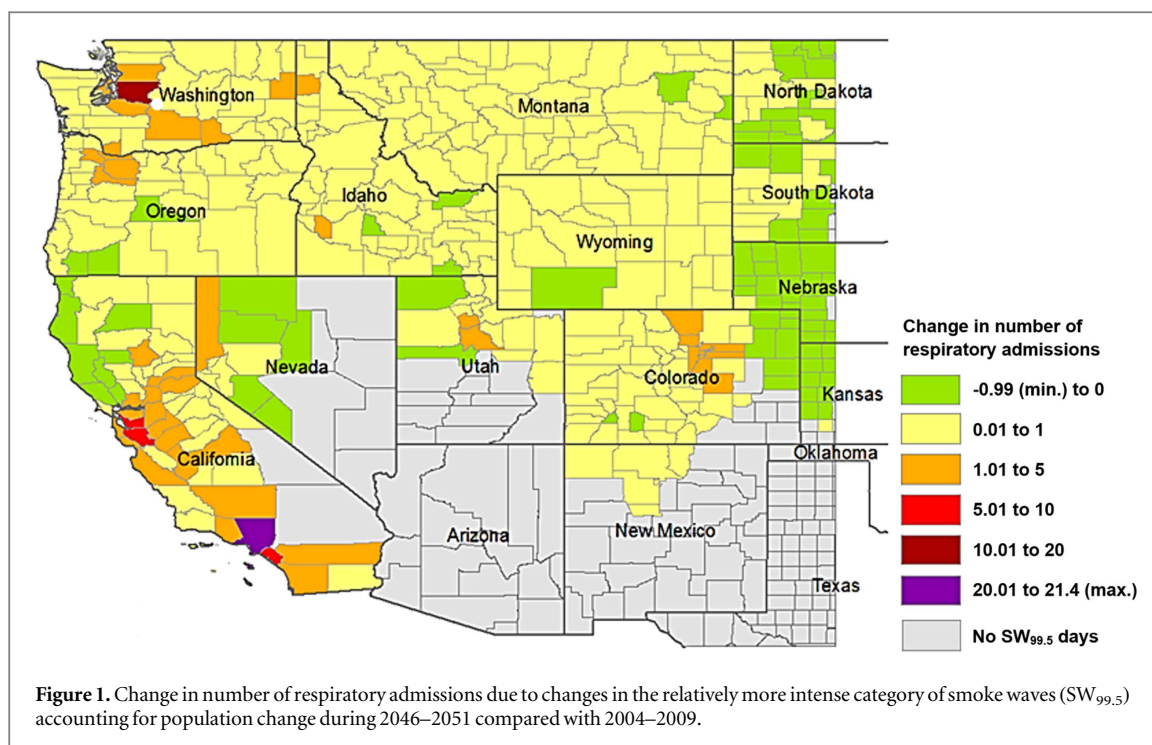 Washington
Montana
North Dakota
Oregon
Idaho
South Dakota
Wyoming
Nebraska
Nevada
Utah
Colorado
Kansas
California
Oklahoma
Arizona
New Mexico
Texas
Change in number of
respiratory admissions
-0.99 (min.) to 0
0.01 to 1
1.01 to 5
5.01 to 10
10.01 to 20
20.01 to 21.4 (max.)
No SW99.5 days
Figure 1. Change in number of respiratory admissions due to changes in the relatively more intense category of smoke waves (SW99.5)
accounting for population change during 2046–2051 compared with 2004–2009.